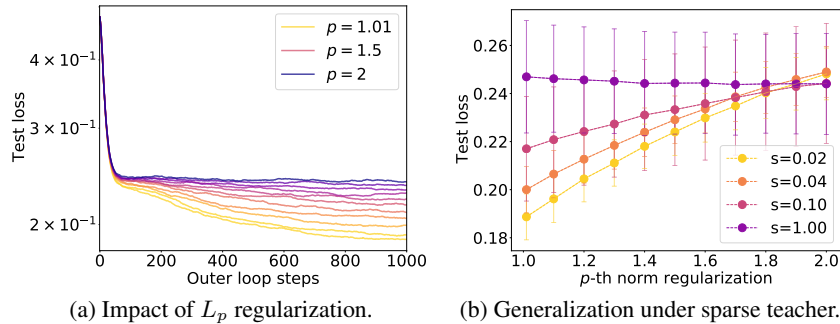 4 × 10⁻¹
3 × 10⁻¹
2 × 10⁻¹
Test loss
p = 1.01
p = 1.5
p = 2
0 200 400 600 800 1000
Outer loop steps
(a) Impact of Lₚ regularization.
0.26
0.24
0.22
0.20
0.18
Test loss
s=0.02
s=0.04
s=0.10
s=1.00
1.0 1.2 1.4 1.6 1.8 2.0
p-th norm regularization
(b) Generalization under sparse teacher.